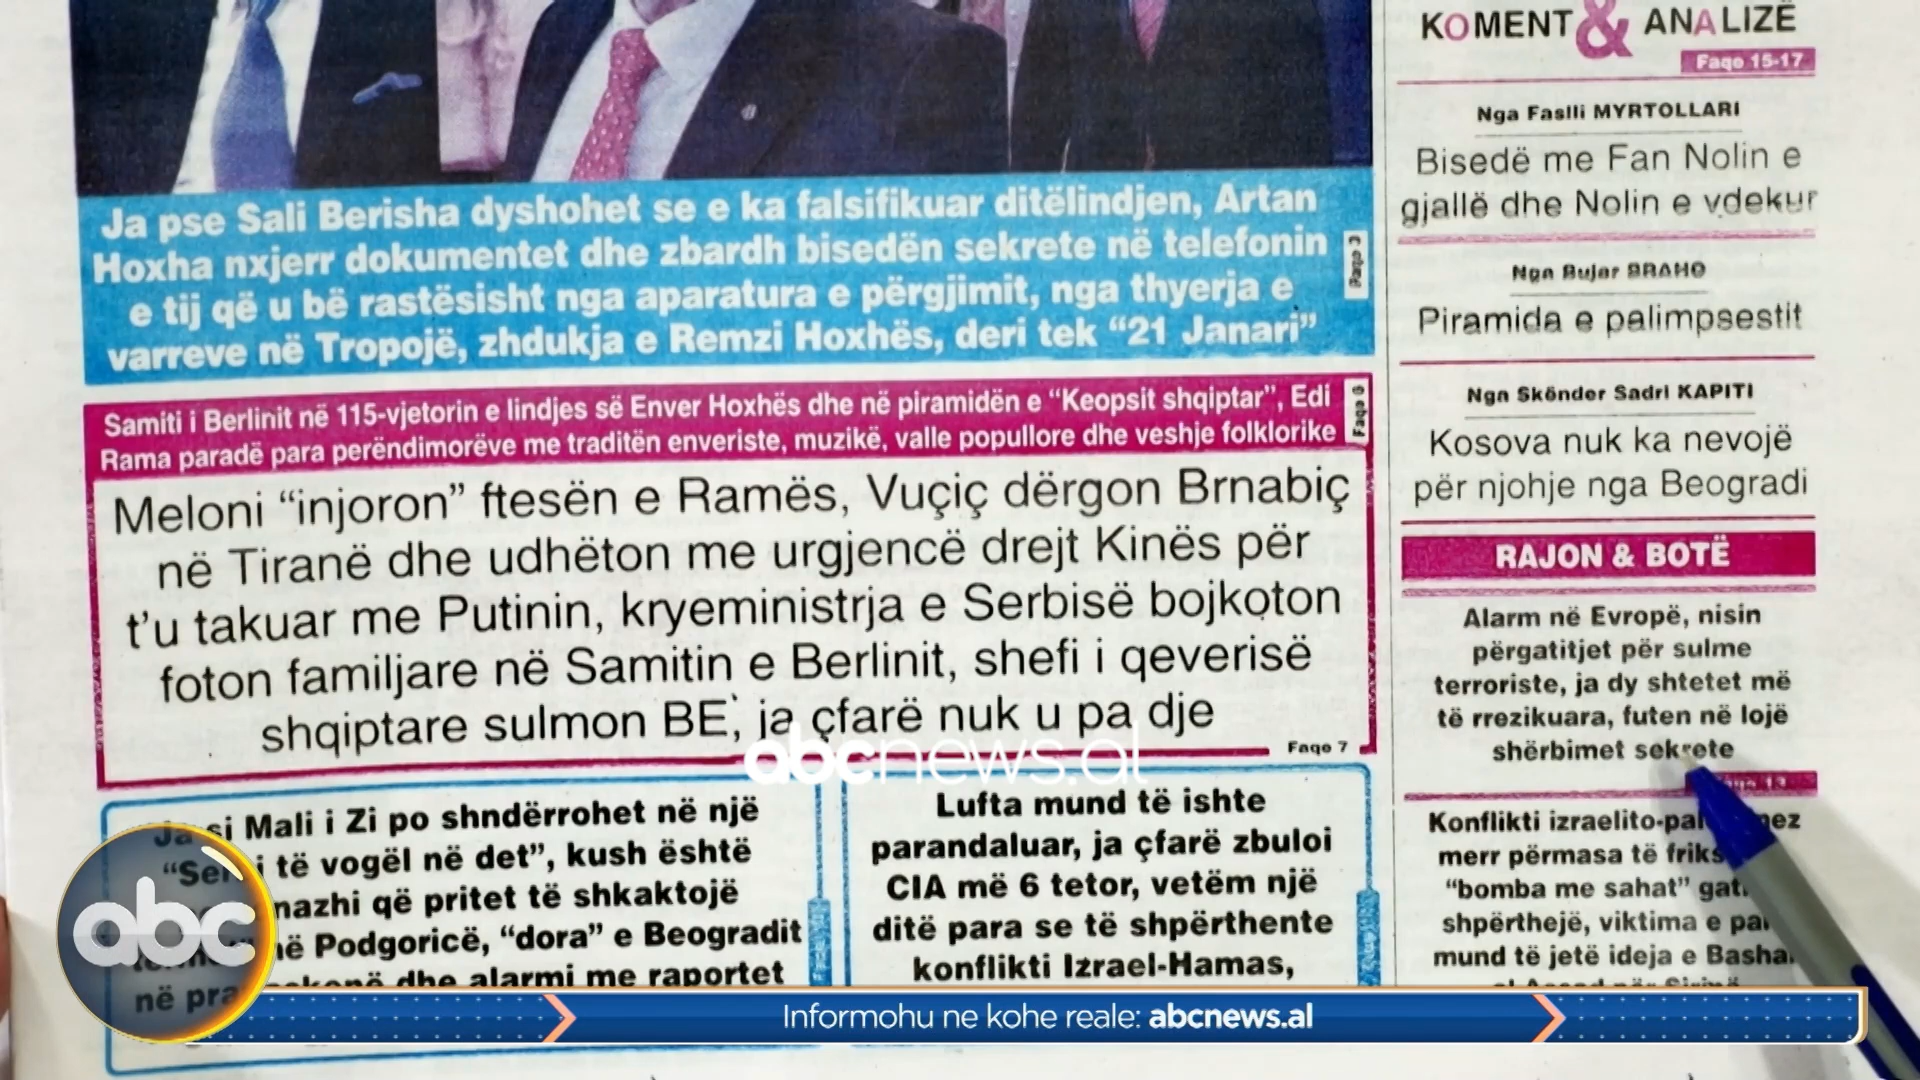 KOMENT & ANALIZË
Faqe 15-17
Nga Faslli MYRTOLLARI
Bisedë me Fan Nolin e
gjallë dhe Nolin e vdekur
Nga Bujar BRAHO
Piramida e palimpsestit
Nga Skënder Sadri KAPITI
Kosova nuk ka nevojë
për njohje nga Beogradi
RAJON & BOTË
Alarm në Evropë, nisin
përgatitjet për sulme
terroriste, ja dy shtetet më
të rrezikuara, futen në lojë
shërbimet sekrete
13
Konflikti izraelito-
merr përmasa të
"bomba me sahat"
shpërthejë, viktima e
mund të jetë ideja e
Ja pse Sali Berisha dyshohet se e ka falsifikuar ditëlindjen, Artan
Hoxha nxjerr dokumentet dhe zbardh bisedën sekrete në telefonin
e tij që u bë rastësisht nga aparatura e përgjimit, nga thyerja e
varreve në Tropojë, zhdukja e Remzi Hoxhës, deri tek "21 Janari"
Faqe 3
Samiti i Berlinit në 115-vjetorin e lindjes së Enver Hoxhës dhe në piramidën e "Keopsit shqiptar", Edi
Rama paradë para perëndimorëve me traditën enveriste, muzikë, valle popullore dhe veshje folklorike
Faqe 6
Meloni "injoron" ftesën e Ramës, Vuçiç dërgon Brnabiç
në Tiranë dhe udhëton me urgjencë drejt Kinës për
t'u takuar me Putinin, kryeministrja e Serbisë bojkoton
foton familjare në Samitin e Berlinit, shefi i qeverisë
shqiptare sulmon BE, ja çfarë nuk u pa dje
Faqe 7
abcnews.al
Ja si Mali i Zi po shndërrohet në një
i të vogël në det", kush është
që pritet të shkaktojë
në Podgoricë, "dora" e Beogradit
dhe alarmi me raportet
në
Lufta mund të ishte
parandaluar, ja çfarë zbuloi
CIA më 6 tetor, vetëm një
ditë para se të shpërthente
konflikti Izrael-Hamas,
abc
Informohu ne kohe reale: abcnews.al